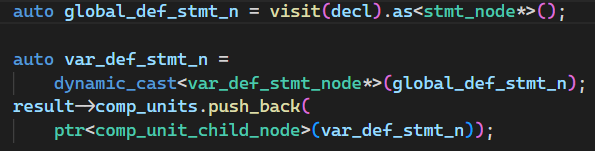 auto global_def_stmt_n = visit(decl).as<stmt_node*>();
auto var_def_stmt_n =
dynamic_cast<var_def_stmt_node*>(global_def_stmt_n);
result->comp_units.push_back(
ptr<comp_unit_child_node>(var_def_stmt_n));